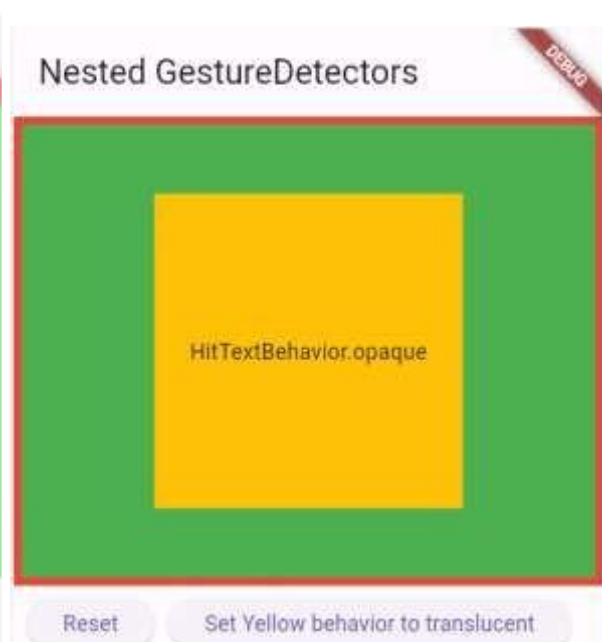 Nested GestureDetectors
DEBUG
HitTextBehavior.opaque
Reset
Set Yellow behavior to translucent